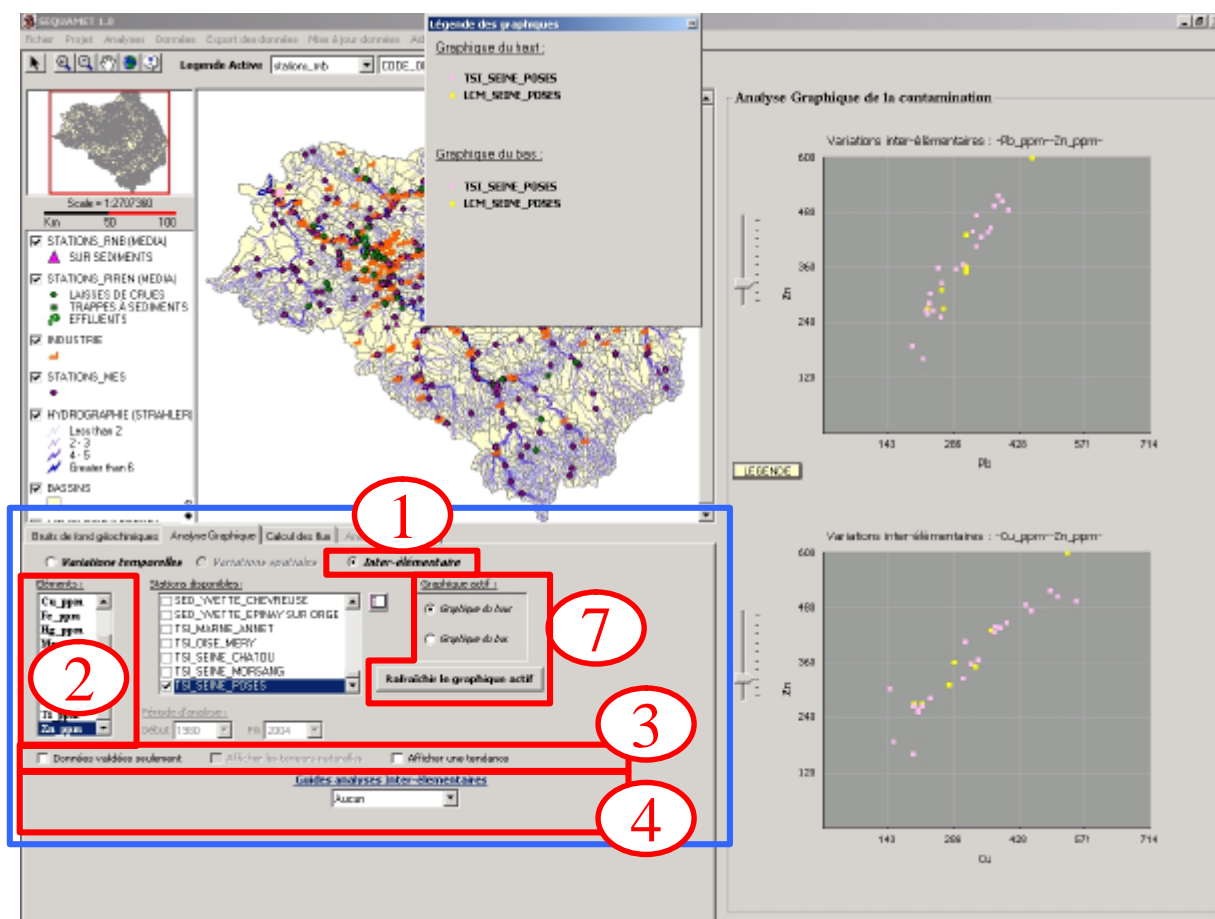 SEQUAMET 1.0
Fichier Projet Analyses Données Export des données Mise à jour données
Legende Active stations_mb
Légende des graphiques
Graphique du haut :
TSI_SEINE_POSES
LCM_SEINE_POSES
Graphique du bas :
TSI_SEINE_POSES
LCM_SEINE_POSES
Scale = 1:2707360
Km 50 100
STATIONS_RNB (MEDIA)
SUR SEDIMENTS
STATIONS_PIREN (MEDIA)
LAISSES DE CRUES
TRAPPES A SEDIMENTS
EFFLUENTS
INDUSTRIE
STATIONS_MES
HYDROGRAPHIE (STRAHLER)
Less than 2
2 - 3
4 - 5
Greater than 6
BASSINS
Analyse Graphique de la contamination
Variations inter-élémentaires : -Pb_ppm--Zn_ppm-
600
480
360
240
120
Zn
143 286 428 571 714
Pb
LEGENDE
Variations inter-élémentaires : -Cu_ppm--Zn_ppm-
600
480
360
240
120
Zn
143 286 428 571 714
Cu
1
Bruits de fond géochimiques Analyse Graphique Calcul des flux
Variations temporelles Variations spatiales Inter-élémentaire
Eléments :
Cu_ppm
Fe_ppm
Hg_ppm
Ti_ppm
Zn_ppm
2
Stations disponibles :
SED_YVETTE_CHEVREUSE
SED_YVETTE_EPINAY SUR ORGE
TSI_MARNE_ANNET
TSI_OISE_MERY
TSI_SEINE_CHATOU
TSI_SEINE_MORSANG
TSI_SEINE_POSES
Graphique actif :
Graphique du haut
Graphique du bas
Rafraîchir le graphique actif
7
Période d'analyse :
Début 1980 Fin 2004
3
Données validées seulement Afficher les teneurs naturelles Afficher une tendance
Guides analyses inter-élémentaires
Aucun
4